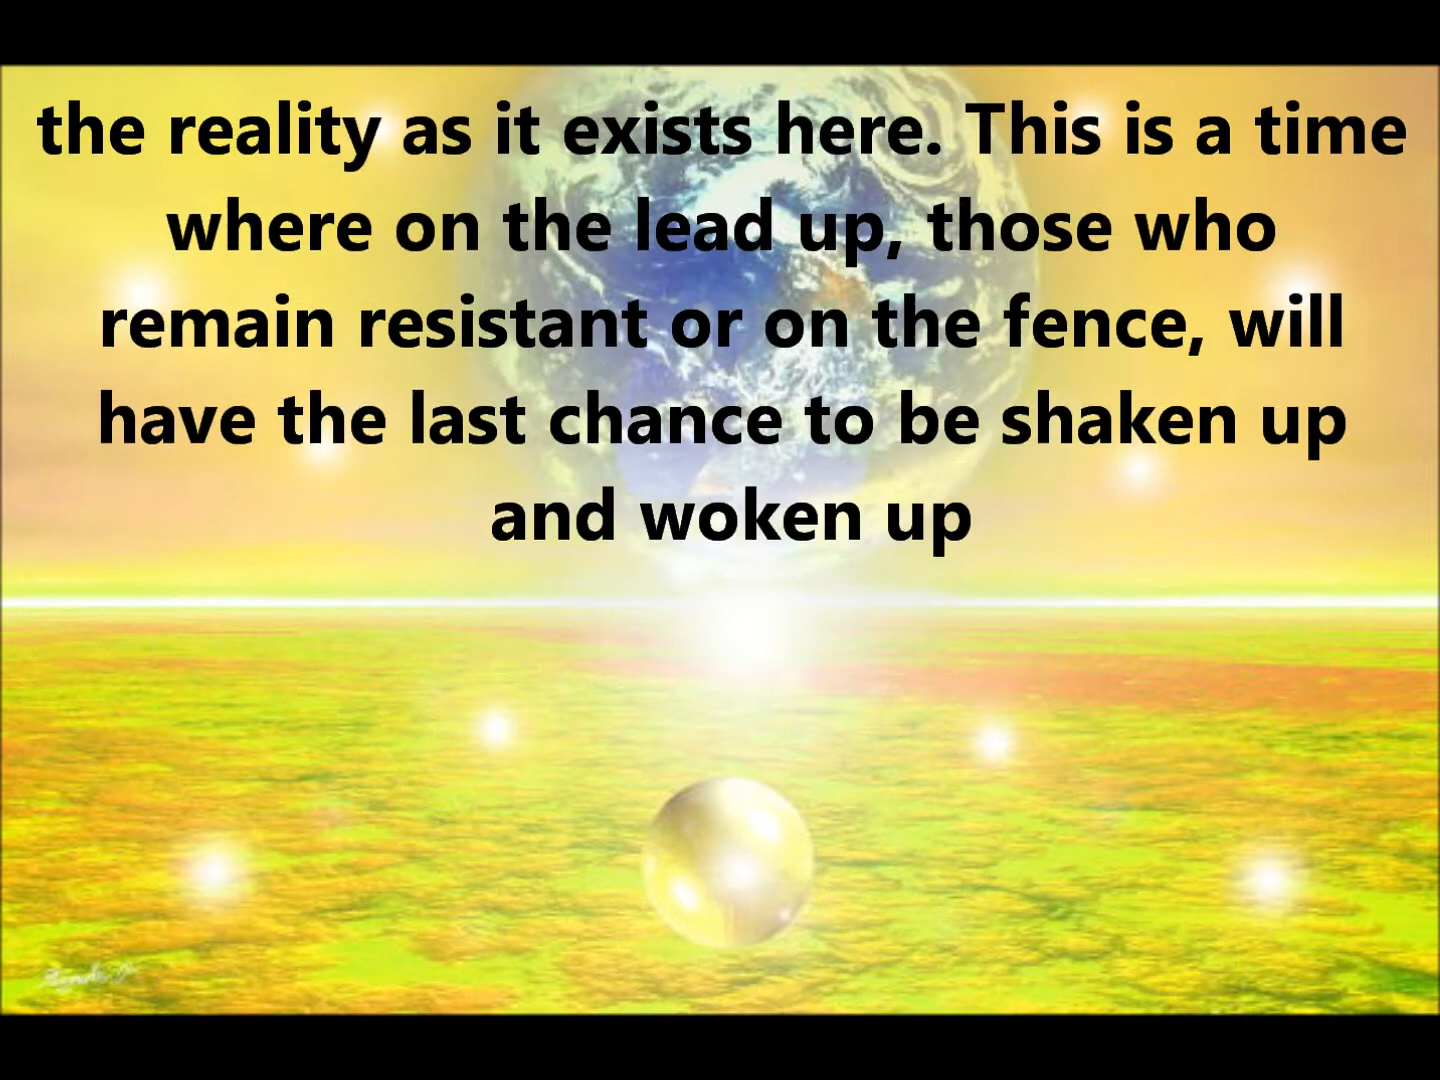 the reality as it exists here. This is a time
where on the lead up, those who
remain resistant or on the fence, will
have the last chance to be shaken up
and woken up